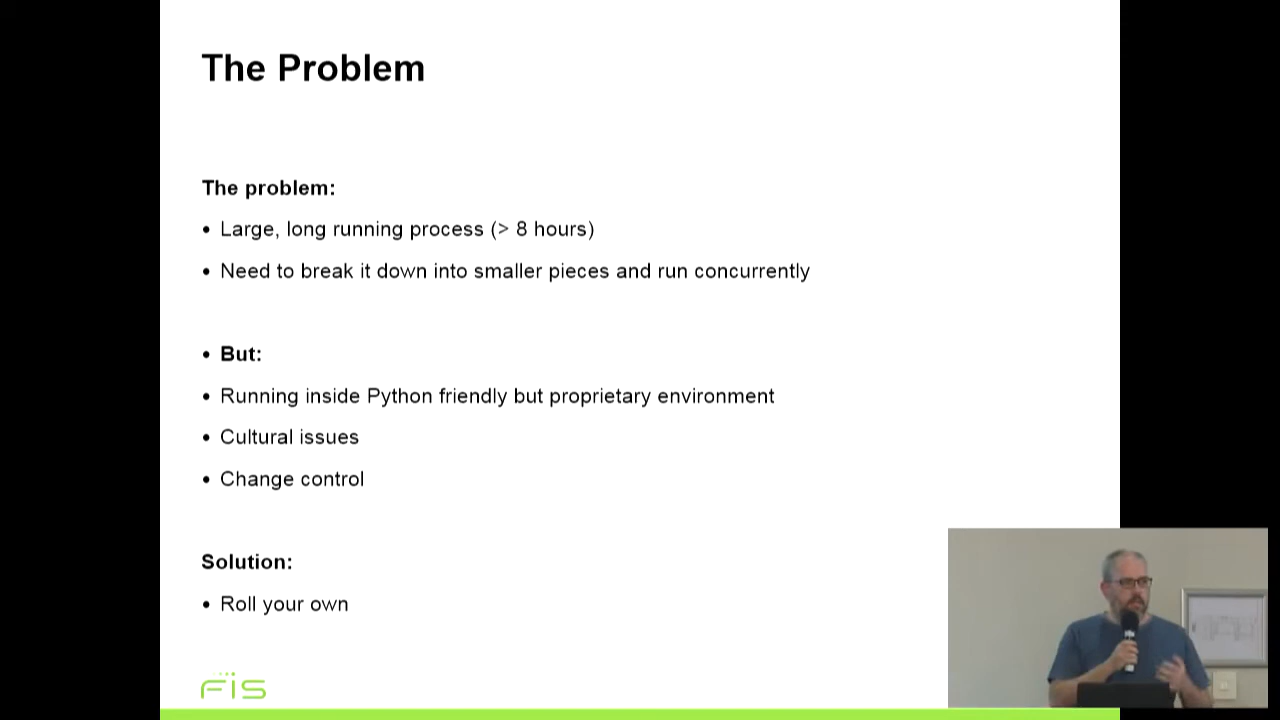 The Problem
The problem:
• Large, long running process (> 8 hours)
• Need to break it down into smaller pieces and run concurrently
• But:
• Running inside Python friendly but proprietary environment
• Cultural issues
• Change control
Solution:
• Roll your own
FIS